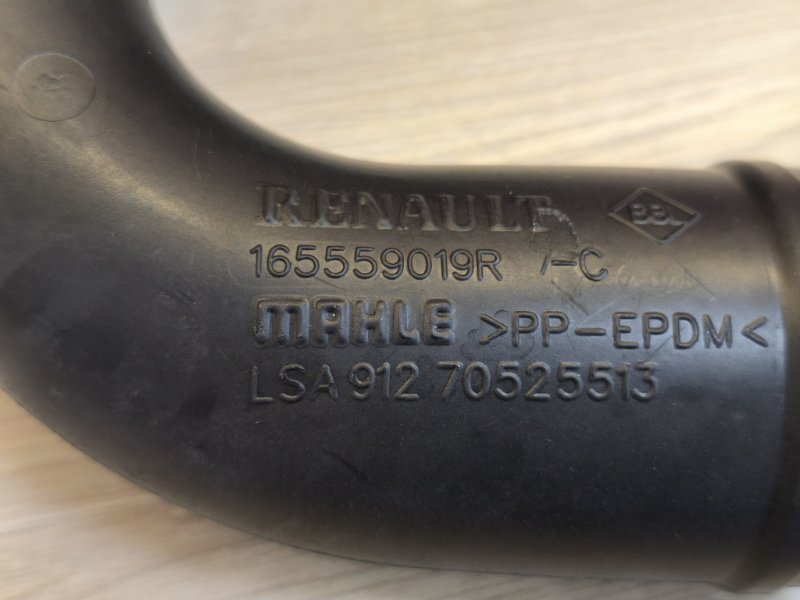 RENAULT
165559019R /-C
MAHLE >PP-EPDM<
LSA 912 70525513